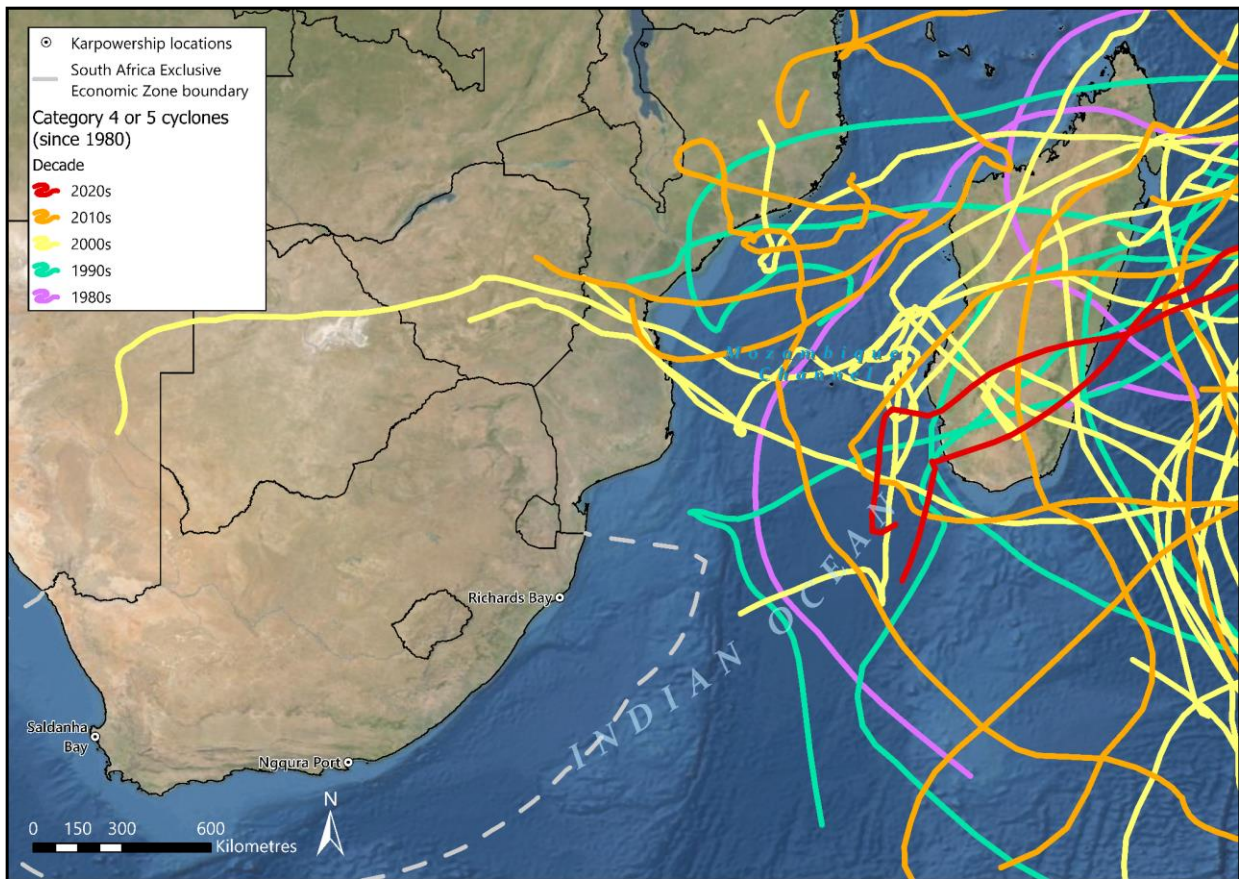 Karpowership locations
South Africa Exclusive
Economic Zone boundary
Category 4 or 5 cyclones
(since 1980)
Decade
2020s
2010s
2000s
1990s
1980s
Mozambique
Channel
INDIAN OCEAN
Richards Bay
Saldanha
Bay
Ngqura Port
N
0 150 300 600
Kilometres